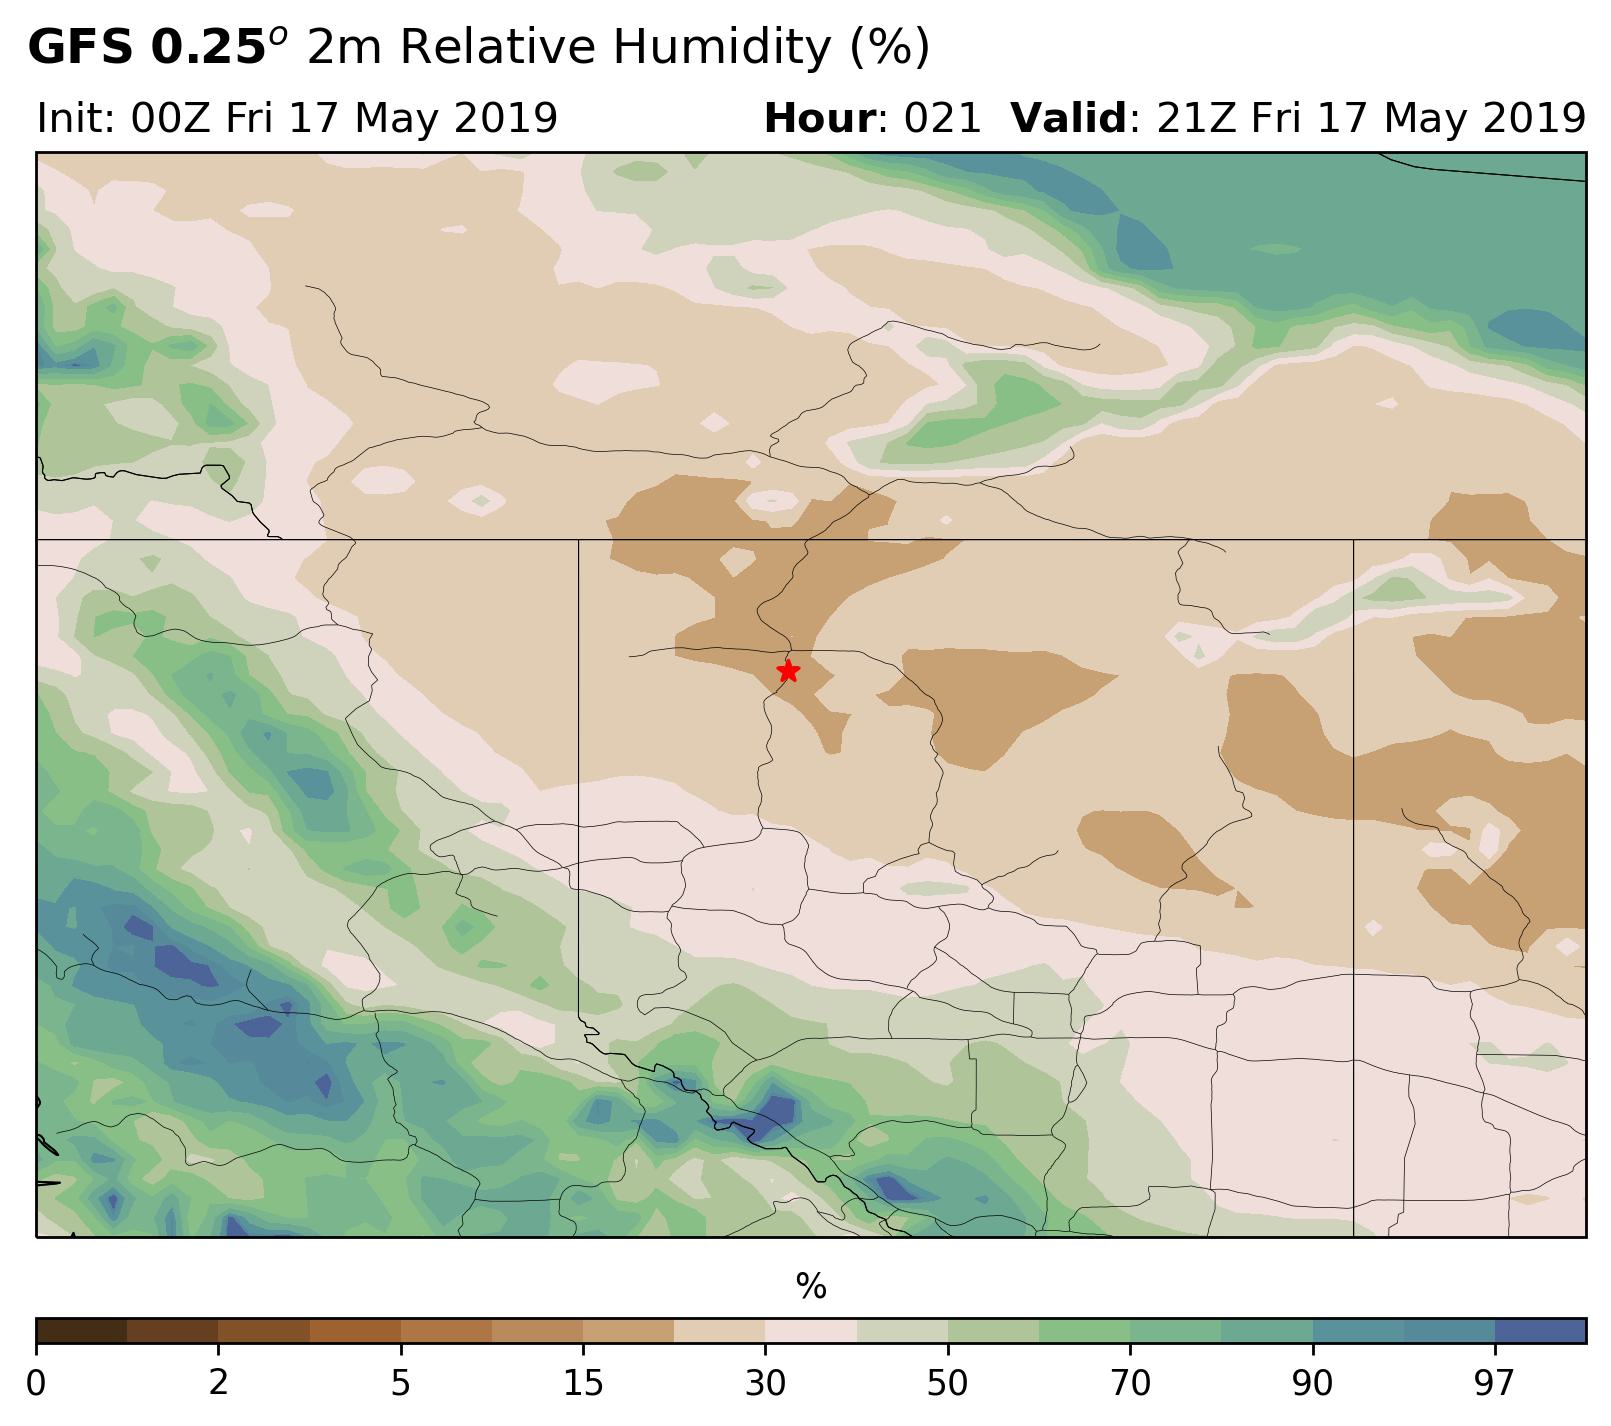 GFS 0.25° 2m Relative Humidity (%)
Init: 00Z Fri 17 May 2019 Hour: 021 Valid: 21Z Fri 17 May 2019
%
0 2 5 15 30 50 70 90 97